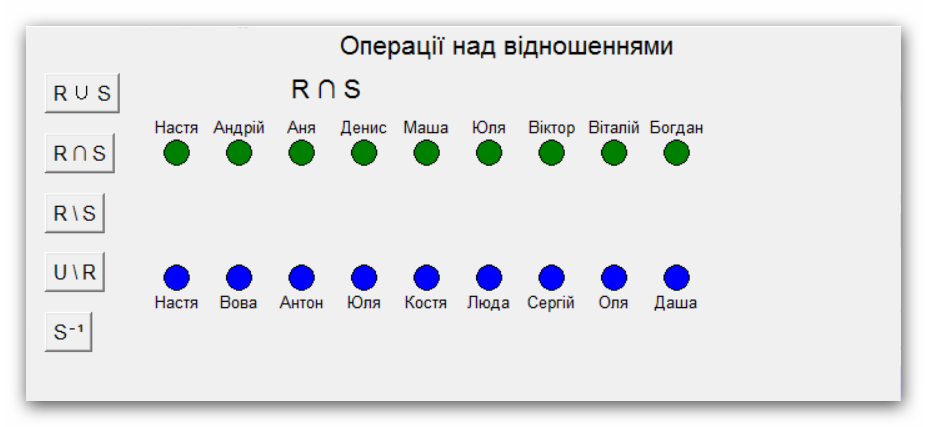 Операції над відношеннями
R ∪ S
R ∩ S
Настя Андрій Аня Денис Маша Юля Віктор Віталій Богдан
R ∩ S
R \ S
U \ R
Настя Вова Антон Юля Костя Люда Сергій Оля Даша
S⁻¹